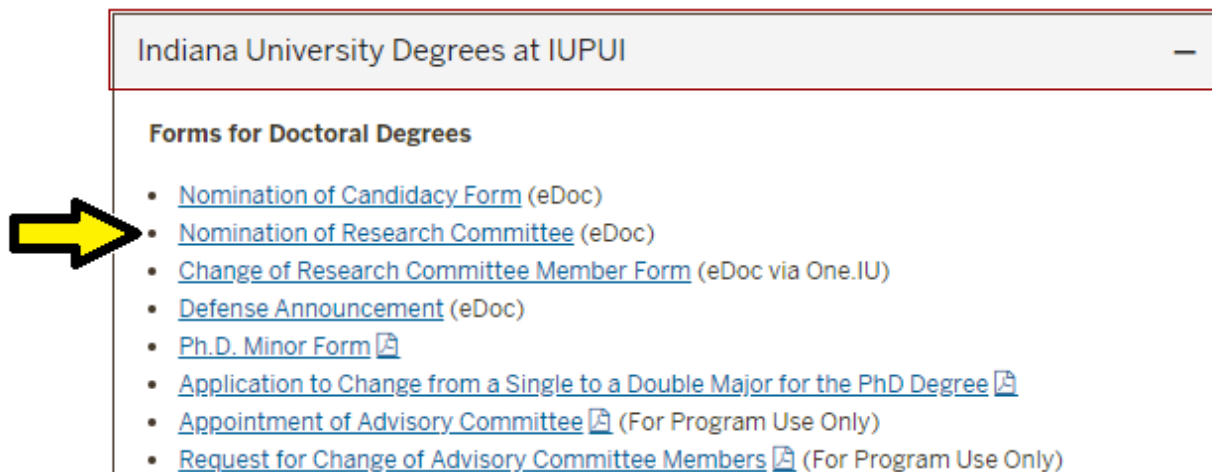 Indiana University Degrees at IUPUI
Forms for Doctoral Degrees
Nomination of Candidacy Form (eDoc)
Nomination of Research Committee (eDoc)
Change of Research Committee Member Form (eDoc via One.IU)
Defense Announcement (eDoc)
Ph.D. Minor Form
Application to Change from a Single to a Double Major for the PhD Degree
Appointment of Advisory Committee (For Program Use Only)
Request for Change of Advisory Committee Members (For Program Use Only)